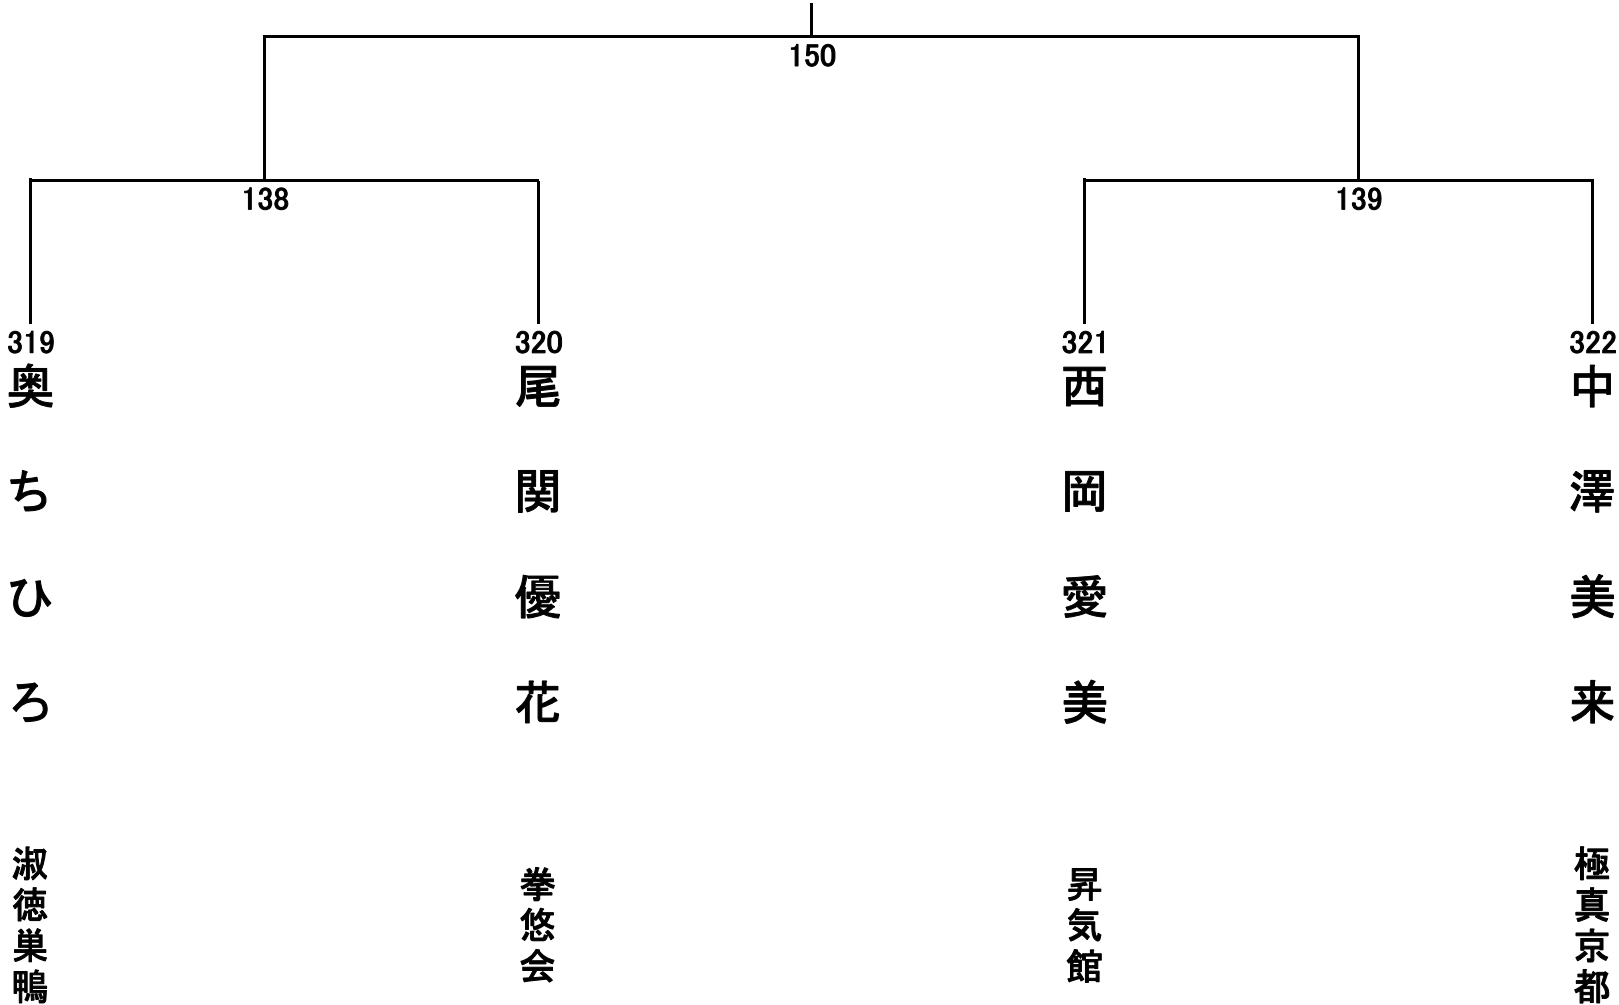 150
138
139
319
奥ちひろ
淑徳巣鴨
320
尾関優花
拳悠会
321
西岡愛美
昇気館
322
中澤美来
極真京都